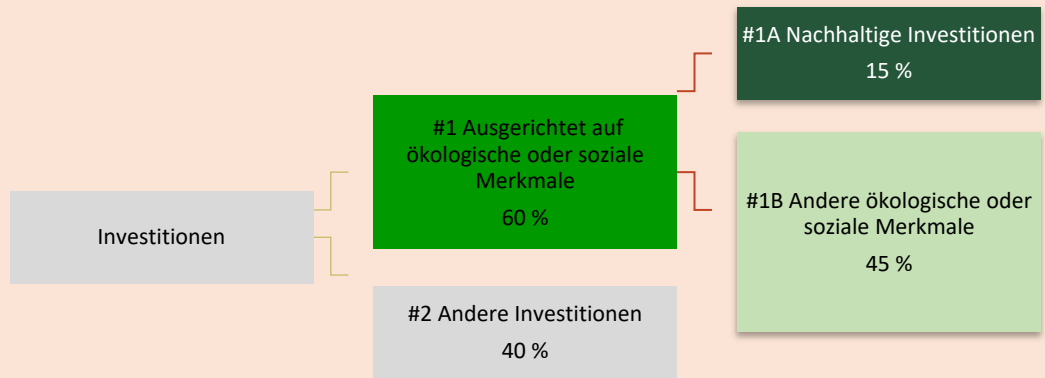 #1A Nachhaltige Investitionen
15 %
#1 Ausgerichtet auf
ökologische oder soziale
Merkmale
60 %
#1B Andere ökologische oder
soziale Merkmale
45 %
Investitionen
#2 Andere Investitionen
40 %